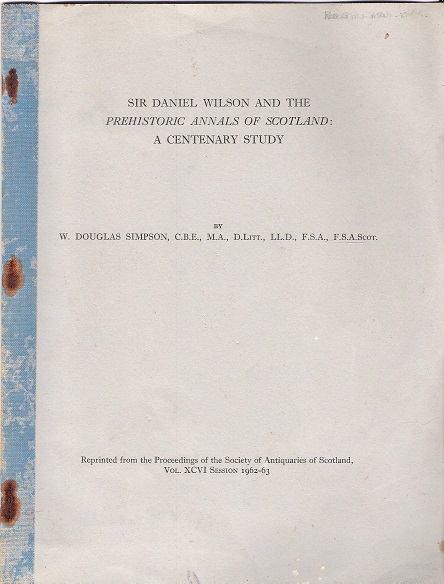 SIR DANIEL WILSON AND THE
PREHISTORIC ANNALS OF SCOTLAND:
A CENTENARY STUDY
BY
W. DOUGLAS SIMPSON, C.B.E., M.A., D.LITT., LL.D., F.S.A., F.S.A.SCOT.
Reprinted from the Proceedings of the Society of Antiquaries of Scotland,
VOL. XCVI SESSION 1962-63